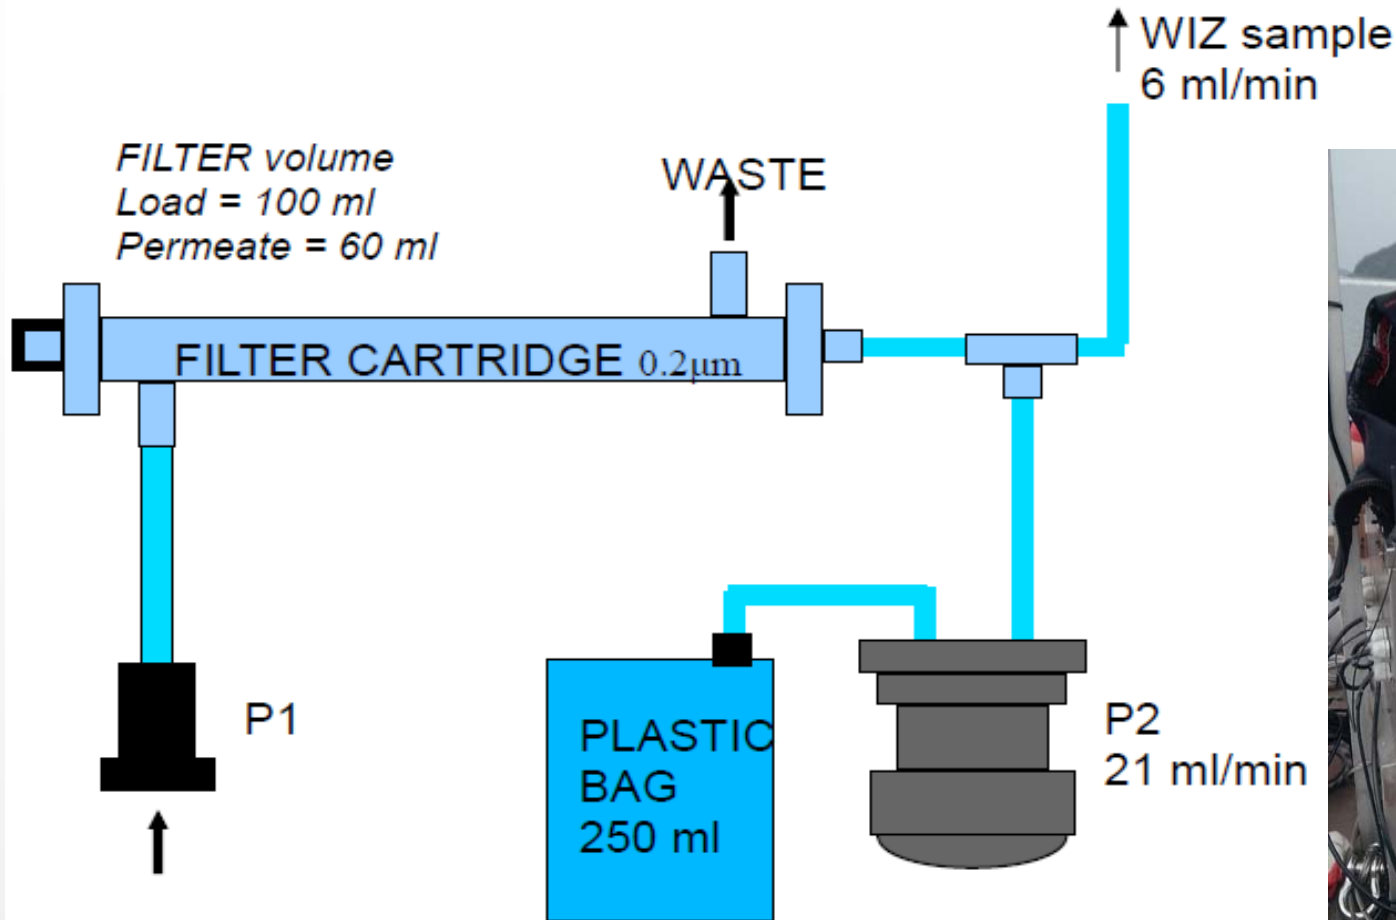 WIZ sample
6 ml/min
FILTER volume
Load = 100 ml
Permeate = 60 ml
WASTE
FILTER CARTRIDGE 0.2µm
P1
PLASTIC
BAG
250 ml
P2
21 ml/min